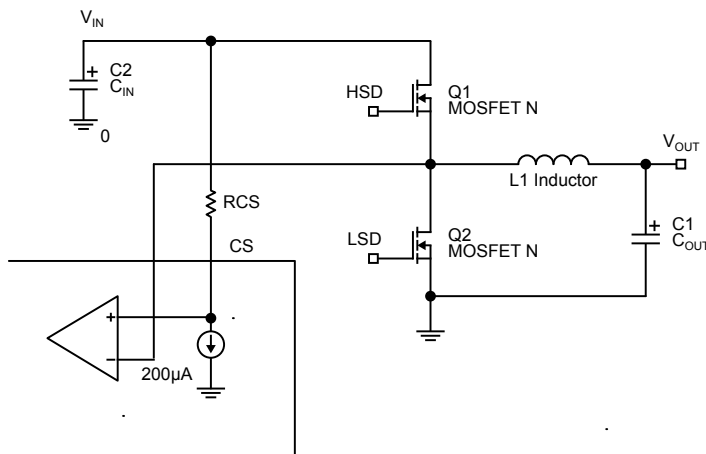 VIN
C2
CIN
0
HSD
Q1
MOSFET N
VOUT
L1 Inductor
RCS
CS
LSD
Q2
MOSFET N
C1
COUT
200µA